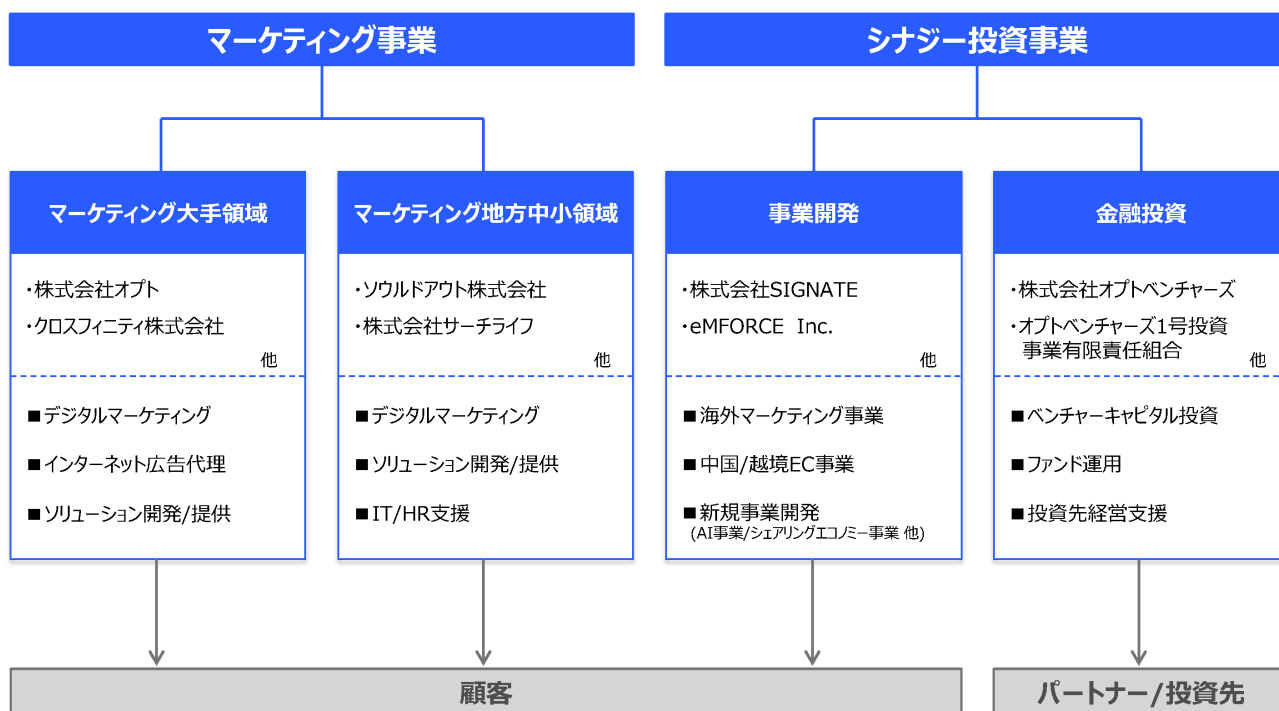 マーケティング事業
シナジー投資事業
マーケティング大手領域
・株式会社オプト
・クロスフィニティ株式会社
他
■デジタルマーケティング
■インターネット広告代理
■ソリューション開発/提供
マーケティング地方中小領域
・ソウルドアウト株式会社
・株式会社サーチライフ
他
■デジタルマーケティング
■ソリューション開発/提供
■IT/HR支援
事業開発
・株式会社SIGNATE
・eMFORCE Inc.
他
■海外マーケティング事業
■中国/越境EC事業
■新規事業開発
(AI事業/シェアリングエコノミー事業 他)
金融投資
・株式会社オプトベンチャーズ
・オプトベンチャーズ1号投資
事業有限責任組合
他
■ベンチャーキャピタル投資
■ファンド運用
■投資先経営支援
顧客
パートナー/投資先